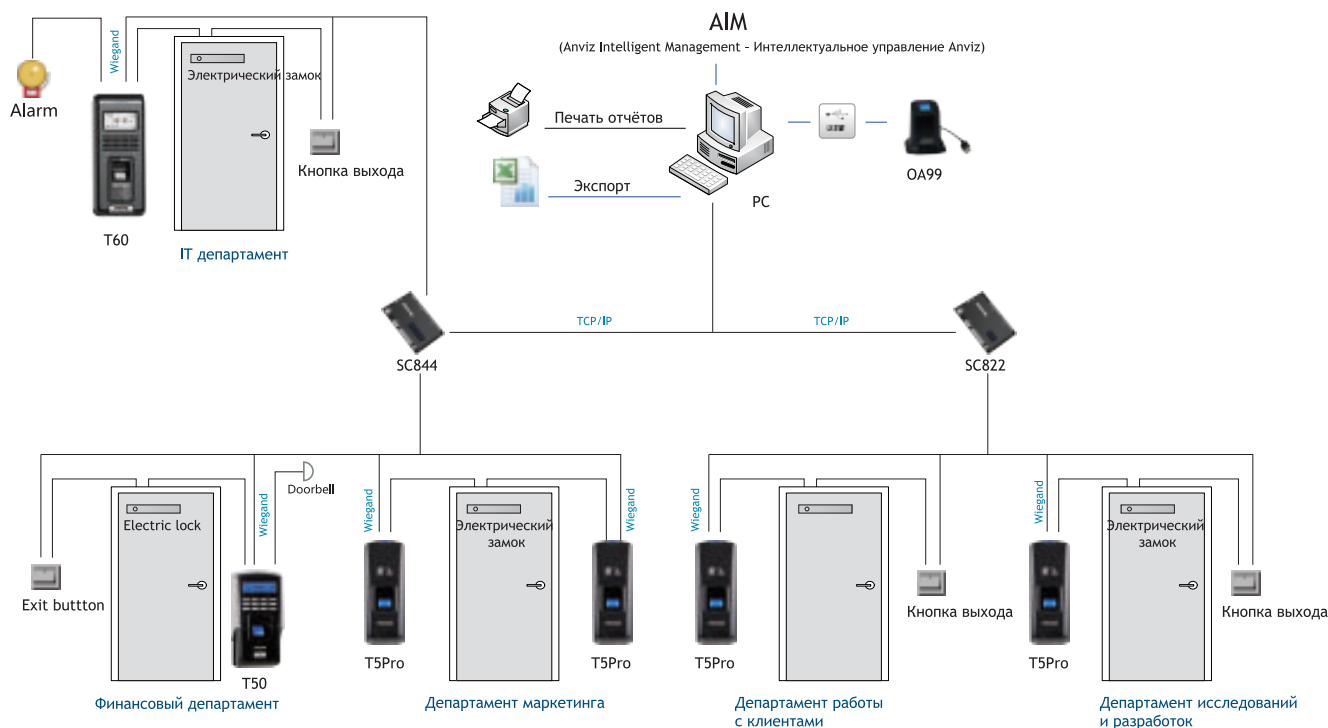 AIM
(Anviz Intelligent Management – Интеллектуальное управление Anviz)
Wiegand
Alarm
Электрический замок
Кнопка выхода
T60
IT департамент
Печать отчётов
Экспорт
PC
OA99
TCP/IP
TCP/IP
SC844
SC822
Doorbell
Wiegand
Electric lock
Exit buttton
T50
Финансовый департамент
Wiegand
Электрический
замок
Wiegand
T5Pro
T5Pro
Департамент маркетинга
Wiegand
T5Pro
Кнопка выхода
Департамент работы
с клиентами
Wiegand
Электрический
замок
T5Pro
Кнопка выхода
Департамент исследований
и разработок